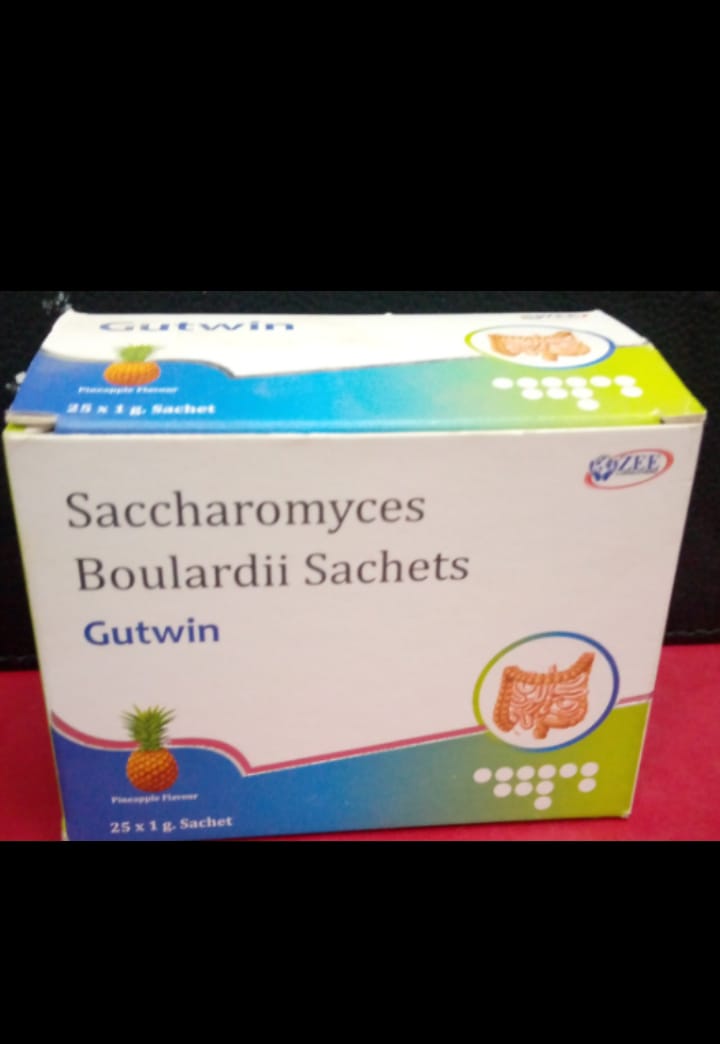 Gutwin
Pineapple Flavour
25 x 1 g. Sachet
ZEE
Saccharomyces
Boulardii Sachets
Gutwin
Pineapple Flavour
25 x 1 g. Sachet